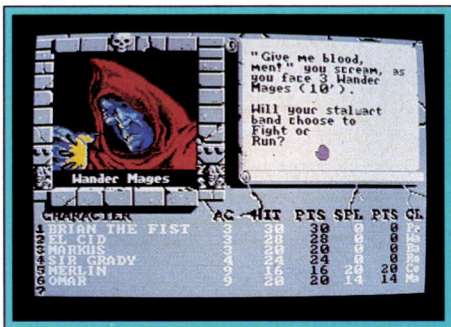 "Give me blood,
men!" you scream, as
you face 3 Wander
Mages (10').
Will your stalwart
band choose to
Fight or
Run?
Wander Mages
CHARACTER AC HIT PTS SPL PTS CL
1 BRIAN THE FIST 3 30 30 0 0 Pa
2 EL CID 3 28 28 0 0 Wa
3 MARKUS 3 20 20 0 0 Ba
4 SIR GRADY 4 24 24 0 0 Ro
5 MERLIN 9 16 16 20 20 Co
6 OMAR 9 20 20 14 14 Ma
7